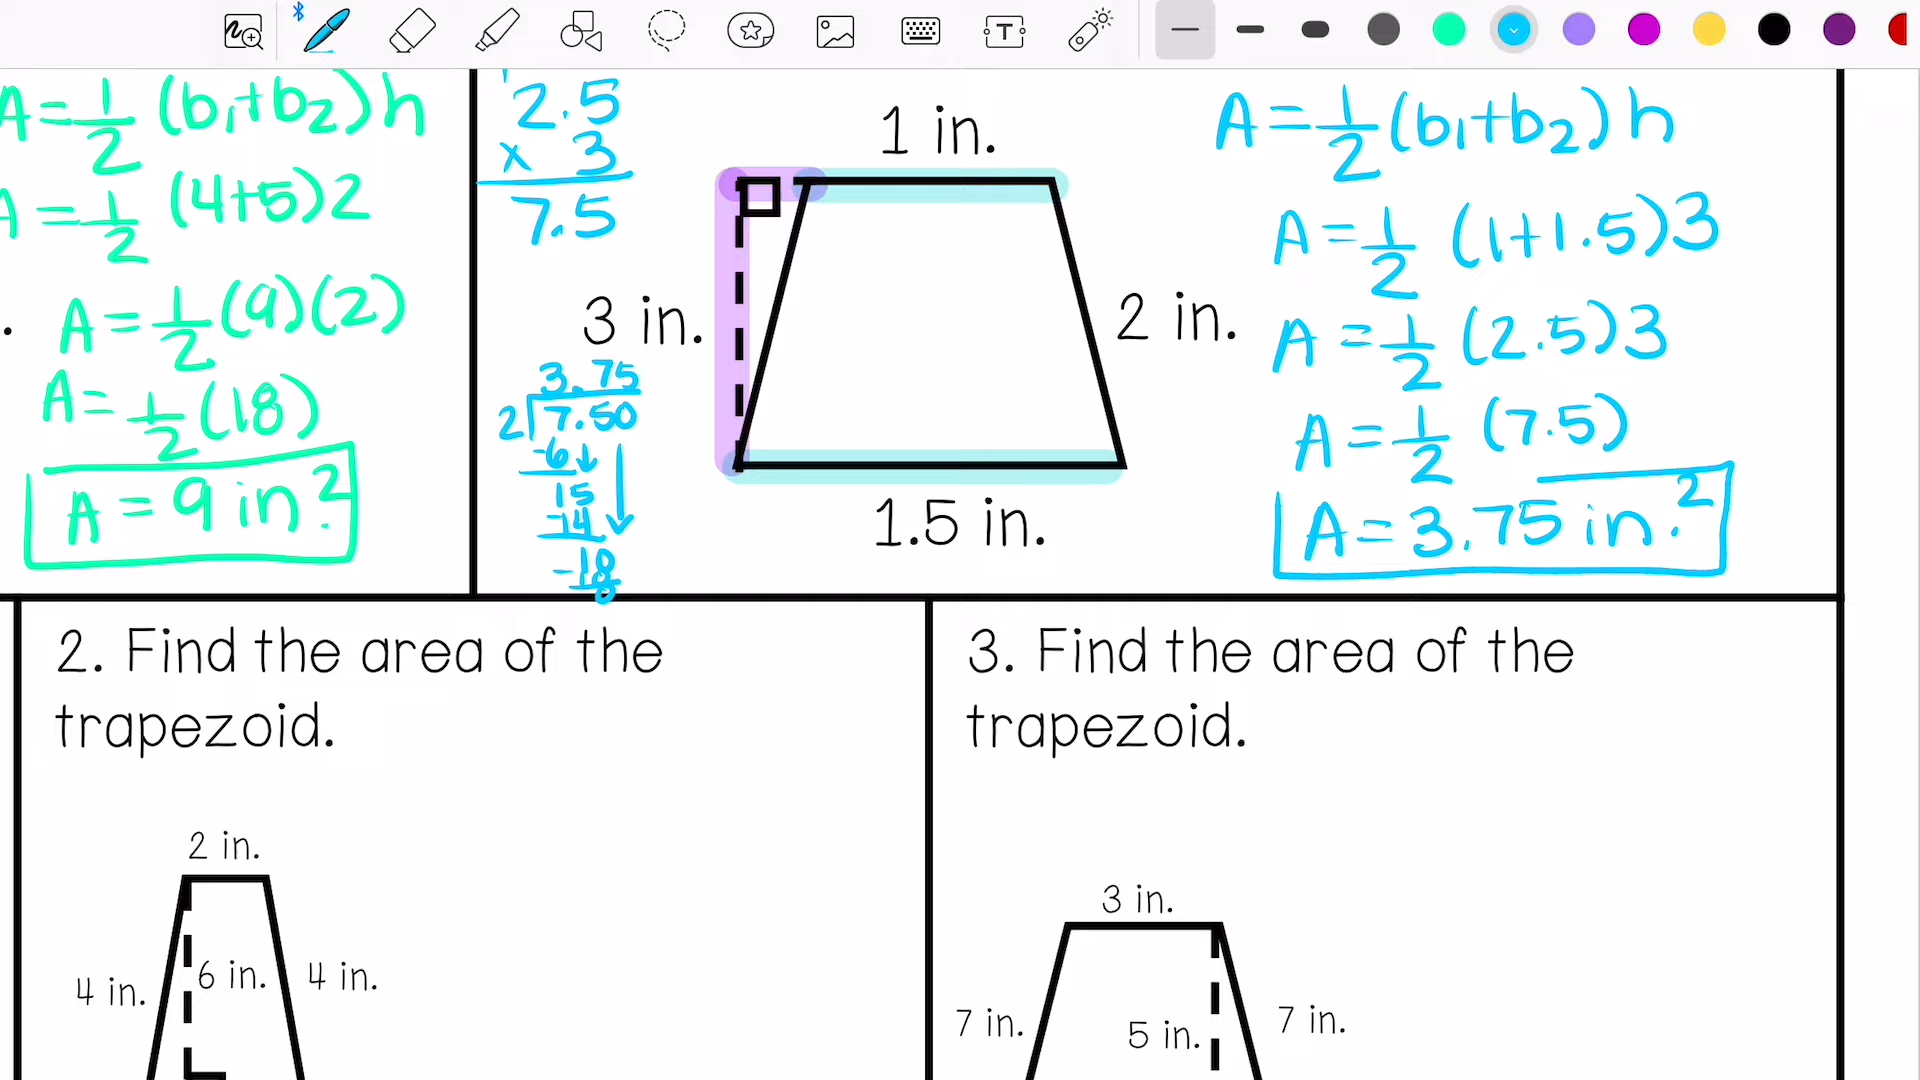 A=1/2 (b₁+b₂)h
A=1/2 (4+5)2
A=1/2(9)(2)
A=1/2(18)
A=9 in.²
2.5
x 3
7.5
1 in.
3 in.
2 in.
1.5 in.
3.75
2 7.50
-6
15
-14
-10
0
A=1/2(b₁+b₂)h
A=1/2 (1+1.5)3
A=1/2 (2.5)3
A=1/2 (7.5)
A=3.75 in.²
2. Find the area of the
trapezoid.
2 in.
4 in.
6 in.
4 in.
3. Find the area of the
trapezoid.
3 in.
7 in.
5 in.
7 in.